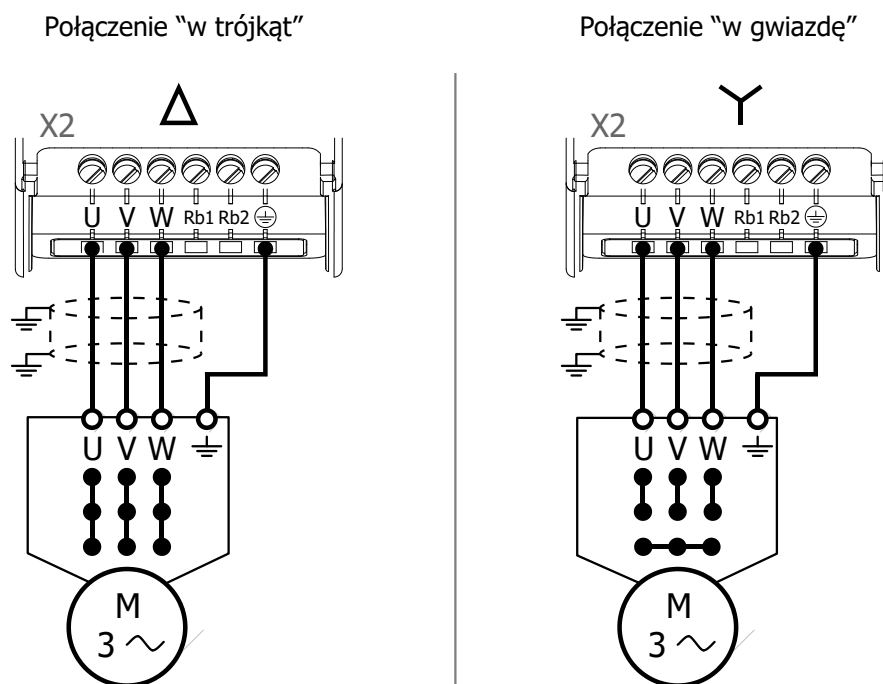 Połączenie “w trójkąt”
Δ
X2
U V W Rb1 Rb2
U V W
M
3
Połączenie “w gwiazdę”
X2
U V W Rb1 Rb2
U V W
M
3